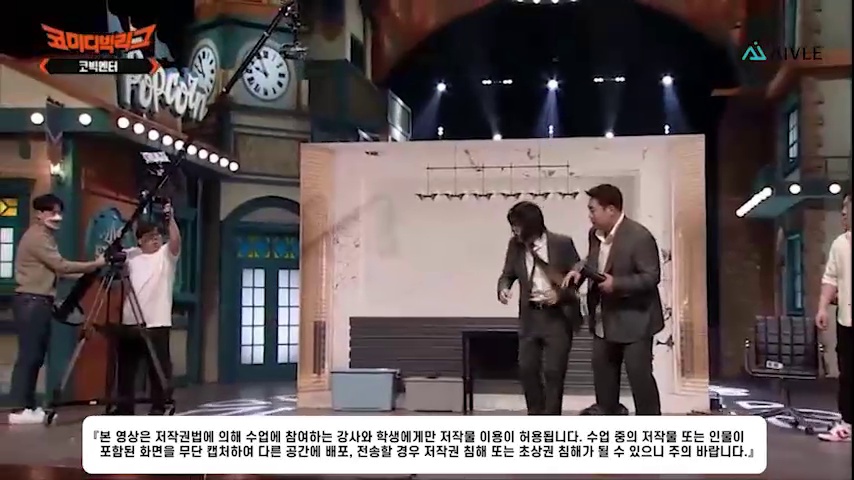 코미디빅리그
코빅엔터
POPCORN
AIVLE
『본 영상은 저작권법에 의해 수업에 참여하는 강사와 학생에게만 저작물 이용이 허용됩니다. 수업 중의 저작물 또는 인물이
포함된 화면을 무단 캡처하여 다른 공간에 배포, 전송할 경우 저작권 침해 또는 초상권 침해가 될 수 있으니 주의 바랍니다.』